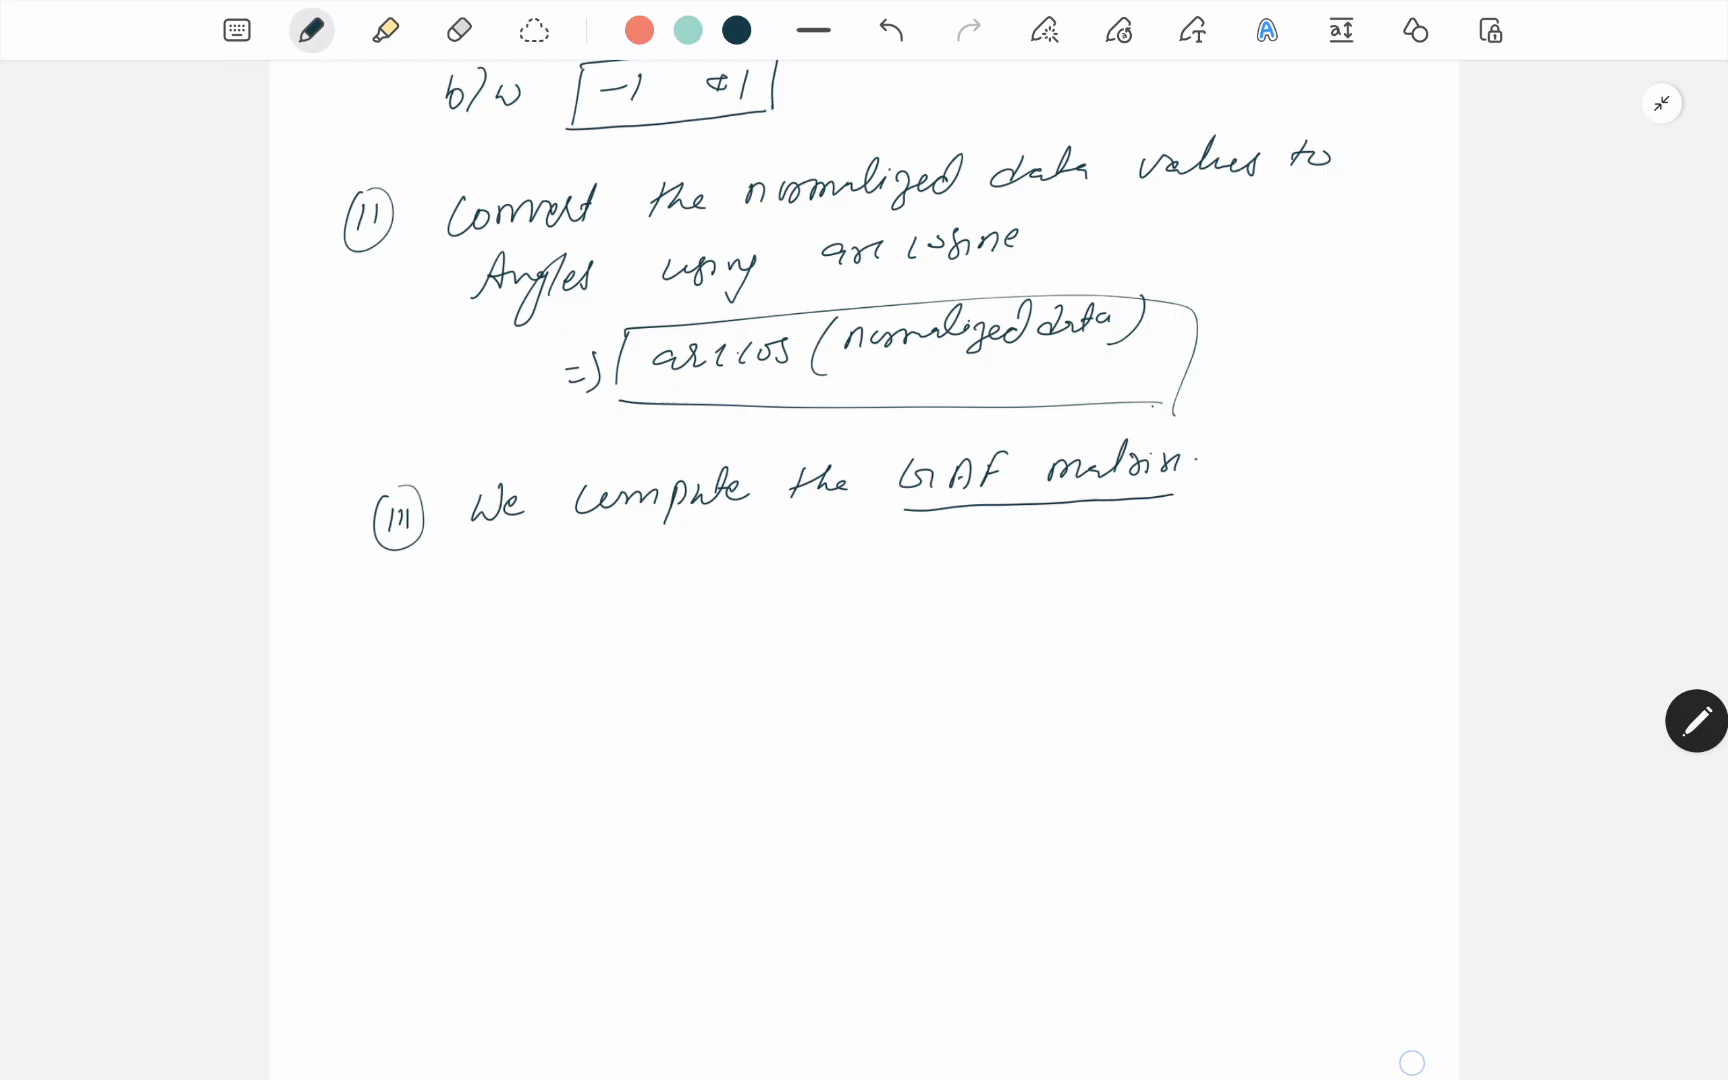 b/w -1 & 1
(II) Convert the normalized data values to
Angles using arc cosine
=> arccos (normalized data)
(III) We compute the GAF matrix.